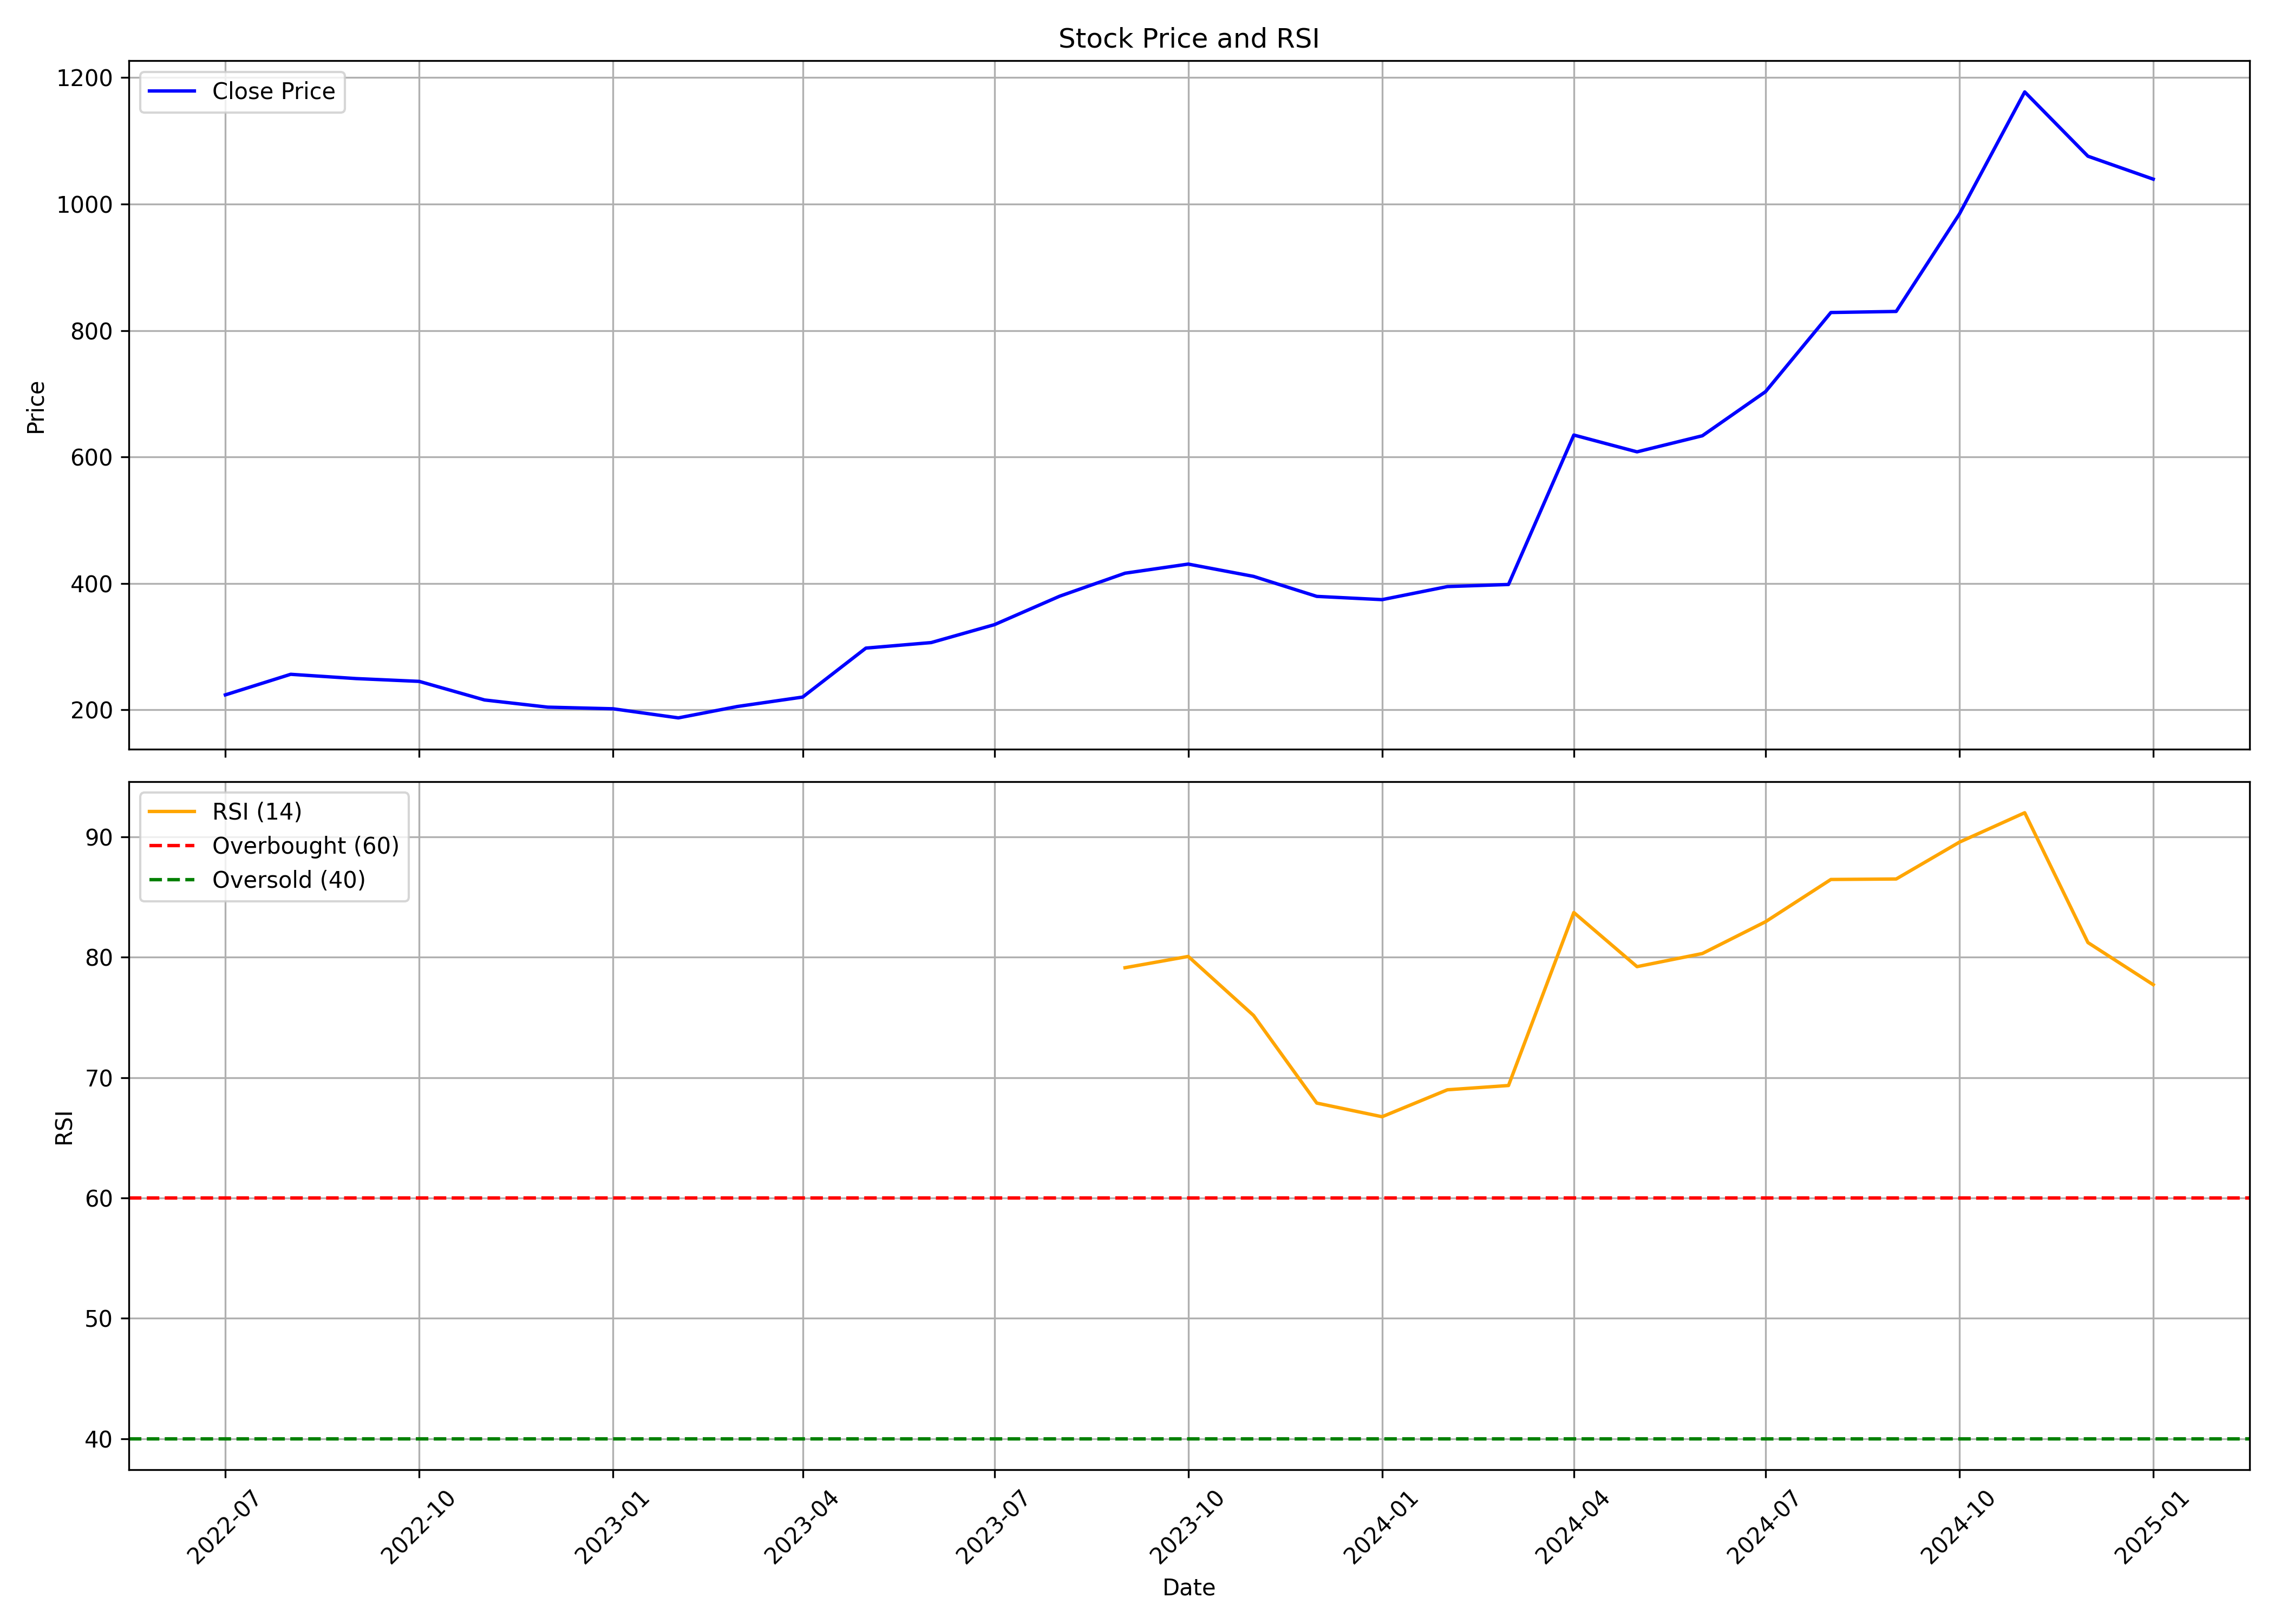 Stock Price and RSI
Close Price
1200
1000
800
600
400
200
Price
RSI (14)
Overbought (60)
Oversold (40)
90
80
70
60
50
40
RSI
2022-07
2022-10
2023-01
2023-04
2023-07
2023-10
2024-01
2024-04
2024-07
2024-10
2025-01
Date